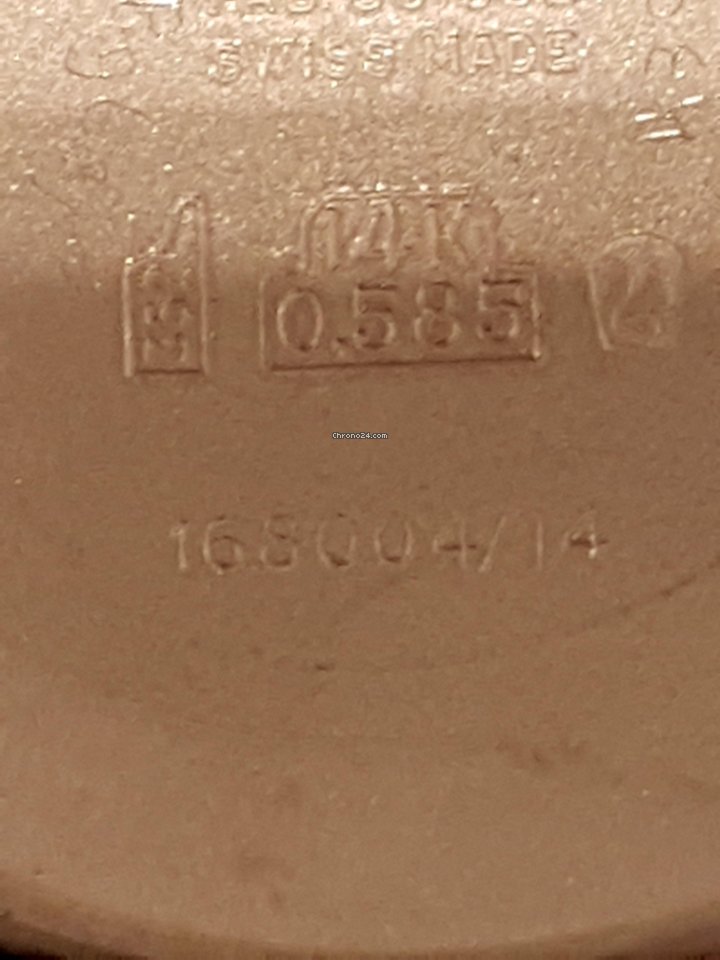 SWISS MADE
14K
0.585
Chrono24.com
168004/14